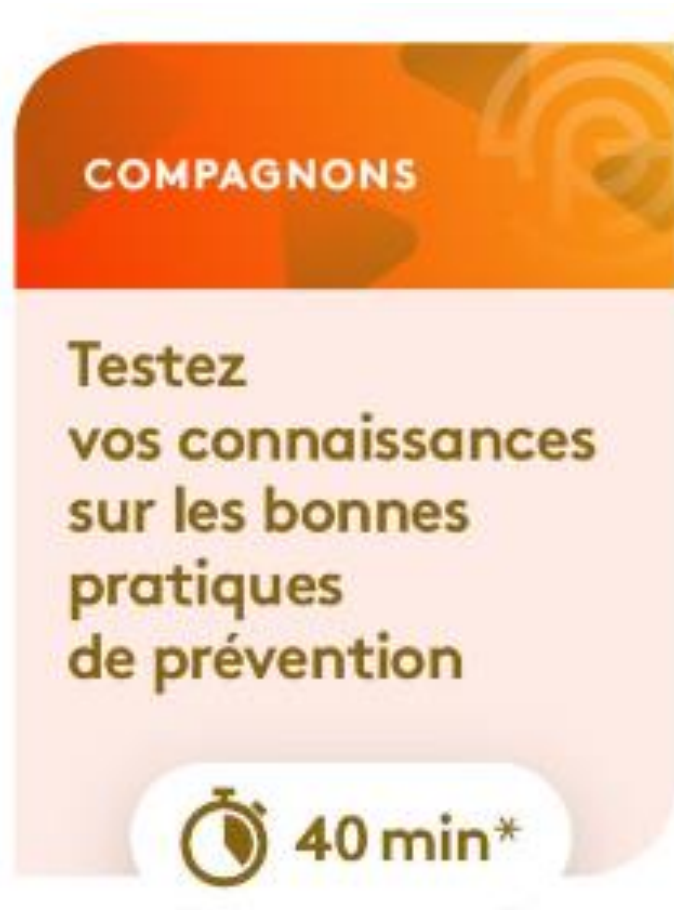 COMPAGNONS
Testez
vos connaissances
sur les bonnes
pratiques
de prévention
40 min*